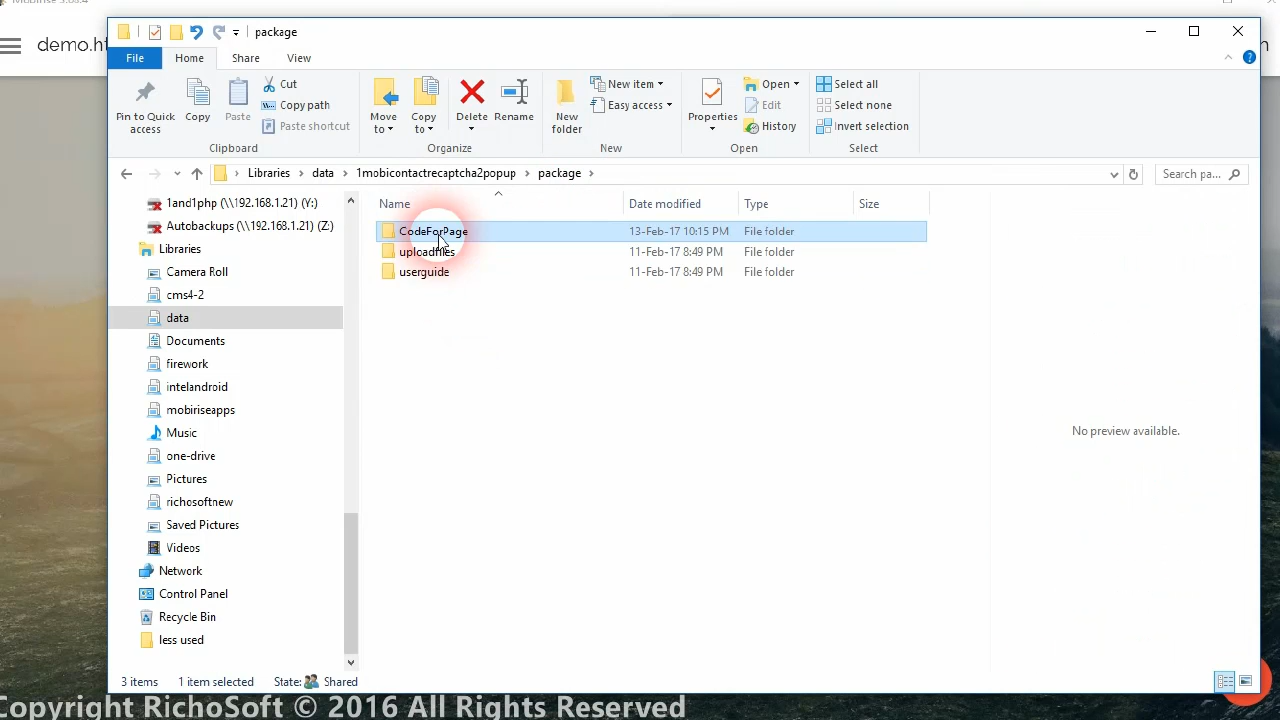 package
demo.ht
File
Home
Share
View
Pin to Quick access
Copy
Paste
Cut
Copy path
Paste shortcut
Clipboard
Move to
Copy to
Delete
Rename
Organize
New folder
New item
Easy access
New
Properties
Open
Edit
History
Open
Select all
Select none
Invert selection
Select
Libraries
data
1mobicontactrecaptcha2popup
package
Search pa...
1and1php (\\192.168.1.21) (Y:)
Autobackups (\\192.168.1.21) (Z:)
Libraries
Camera Roll
cms4-2
data
Documents
firework
intelandroid
mobiriseapps
Music
one-drive
Pictures
richosoftnew
Saved Pictures
Videos
Network
Control Panel
Recycle Bin
less used
Name Date modified Type Size
CodeForPage 13-Feb-17 10:15 PM File folder
uploadfiles 11-Feb-17 8:49 PM File folder
userguide 11-Feb-17 8:49 PM File folder
No preview available.
3 items 1 item selected State: Shared
Copyright RichoSoft © 2016 All Rights Reserved